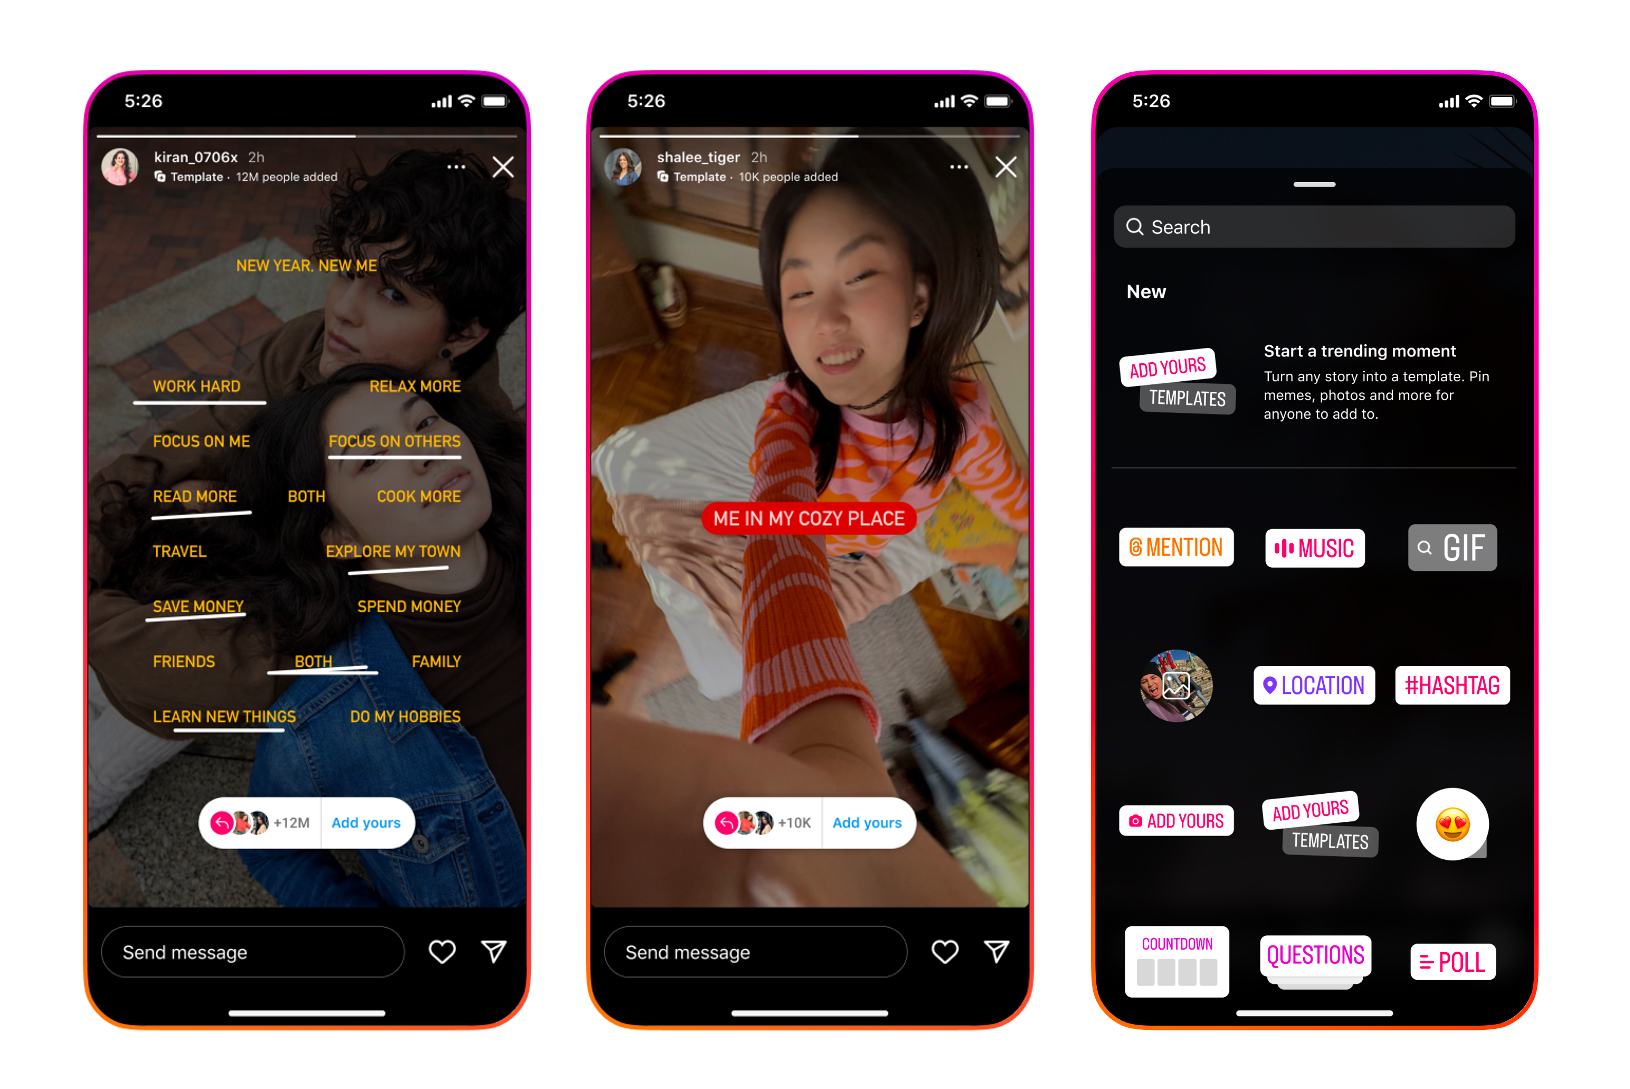 5:26
kiran_0706x 2h
Template · 12M people added
NEW YEAR, NEW ME
WORK HARD RELAX MORE
FOCUS ON ME FOCUS ON OTHERS
READ MORE BOTH COOK MORE
TRAVEL EXPLORE MY TOWN
SAVE MONEY SPEND MONEY
FRIENDS BOTH FAMILY
LEARN NEW THINGS DO MY HOBBIES
+12M Add yours
Send message
5:26
shalee_tiger 2h
Template · 10K people added
ME IN MY COZY PLACE
+10K Add yours
Send message
5:26
Search
New
ADD YOURS
TEMPLATES
Start a trending moment
Turn any story into a template. Pin
memes, photos and more for
anyone to add to.
MENTION MUSIC GIF
LOCATION #HASHTAG
ADD YOURS ADD YOURS
TEMPLATES
COUNTDOWN QUESTIONS POLL